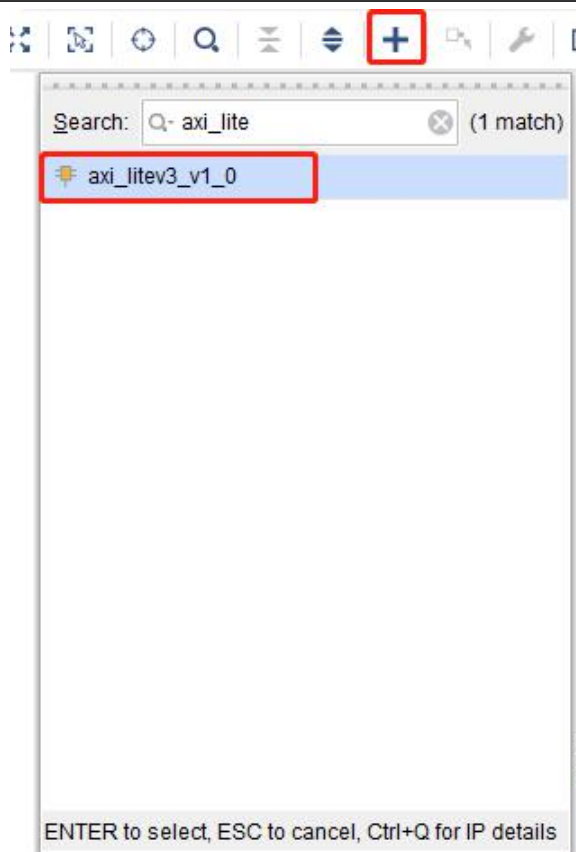 Search: axi_lite (1 match)
axi_litev3_v1_0
ENTER to select, ESC to cancel, Ctrl+Q for IP details